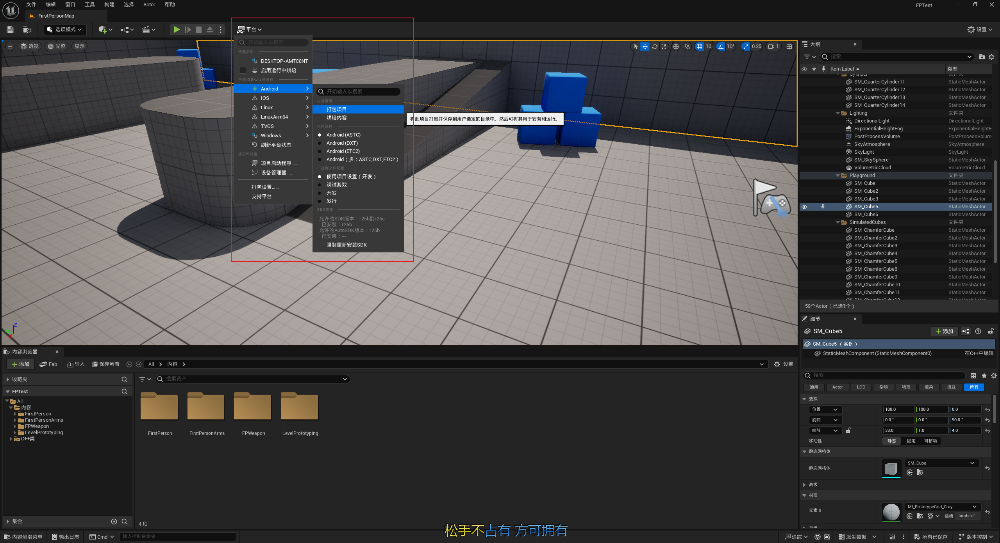 文件 编辑 窗口 工具 构建 选择 Actor 帮助
FPTest
FirstPersonMap
选项模式
平台
设置
透视 光照 显示
10 10° 0.25 1
开始输入以搜索
快速启动
DESKTOP-AM7C8NT
启用运行中烘焙
内容/SDK/设备管理
Android
IOS
Linux
LinuxArm64
TVOS
Windows
刷新平台状态
选项和设置
项目启动程序……
设备管理器……
打包设置……
支持平台……
开始输入以搜索
内容管理
打包项目
烘焙内容
风格选择
Android (ASTC)
Android (DXT)
Android (ETC2)
Android（多：ASTC,DXT,ETC2）
二进制文件配置
使用项目设置（开发）
调试游戏
开发
发行
SDK管理
允许的SDK版本：r25b到r26c
已安装：r25b
允许的AutoSDK版本：r25b
已安装：--
强制重新安装SDK
将此项目打包并保存到用户选定的目录中。然后可将其用于安装和运行。
Z
大纲
搜索……
Item Label 类型
Cylinder 文件夹
SM_QuarterCylinder11 StaticMeshActor
SM_QuarterCylinder12 StaticMeshActor
SM_QuarterCylinder13 StaticMeshActor
SM_QuarterCylinder14 StaticMeshActor
Lighting 文件夹
DirectionalLight DirectionalLight
ExponentialHeightFog ExponentialHeightF
PostProcessVolume PostProcessVolum
SkyAtmosphere SkyAtmosphere
SkyLight SkyLight
SM_SkySphere StaticMeshActor
VolumetricCloud VolumetricCloud
Playground 文件夹
SM_Cube StaticMeshActor
SM_Cube2 StaticMeshActor
SM_Cube3 StaticMeshActor
SM_Cube5 StaticMeshActor
SM_Cube6 StaticMeshActor
SimulatedCubes 文件夹
SM_ChamferCube StaticMeshActor
SM_ChamferCube2 StaticMeshActor
SM_ChamferCube3 StaticMeshActor
SM_ChamferCube4 StaticMeshActor
SM_ChamferCube5 StaticMeshActor
SM_ChamferCube8 StaticMeshActor
SM_ChamferCube9 StaticMeshActor
SM_ChamferCube10 StaticMeshActor
SM_ChamferCube11 StaticMeshActor
59个Actor（已选1个）
细节
SM_Cube5
添加
SM_Cube5 （实例）
StaticMeshComponent (StaticMeshComponent0) 在C++中编辑
搜索
通用 Actor LOD 杂项 物理 渲染 流送 所有
变换
位置 100.0 100.0 0.0
旋转 0.0 ° 0.0 ° 90.0 °
缩放 33.0 1.0 4.0
移动性 静态 固定 可移动
静态网格体
静态网格体 SM_Cube
高级
材质
元素 0 MI_PrototypeGrid_Gray
插槽 lambert
高级
内容浏览器
添加 Fab 导入 保存所有 All 内容 设置
收藏夹
FPTest
All
内容
FirstPerson
FirstPersonArms
FPWeapon
LevelPrototyping
C++类
集合
搜索资产
FirstPerson FirstPersonArms FPWeapon LevelPrototyping
4 项
松手不占有 方可拥有
内容侧滑菜单 输出日志 Cmd 输入控制台命令
追踪 派生数据 所有已保存 版本控制